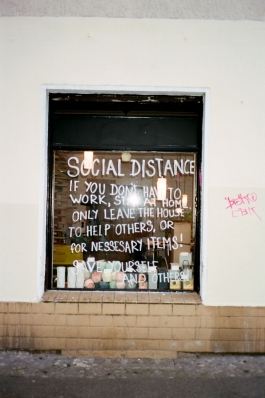 SOCIAL DISTANCE
IF YOU DON'T HAVE TO
WORK, STAY AT HOME
ONLY LEAVE THE HOUSE
TO HELP OTHERS, OR
FOR NESSESARY ITEMS!
SAVE YOURSELF
AND OTHERS!